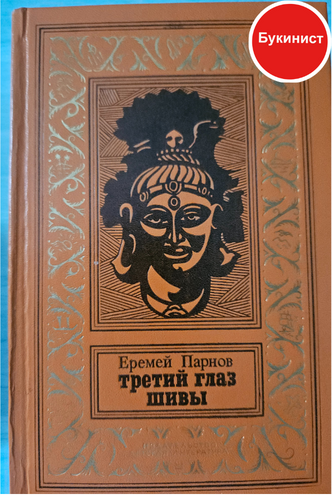 Букинист
Еремей Парнов
третий глаз
шивы